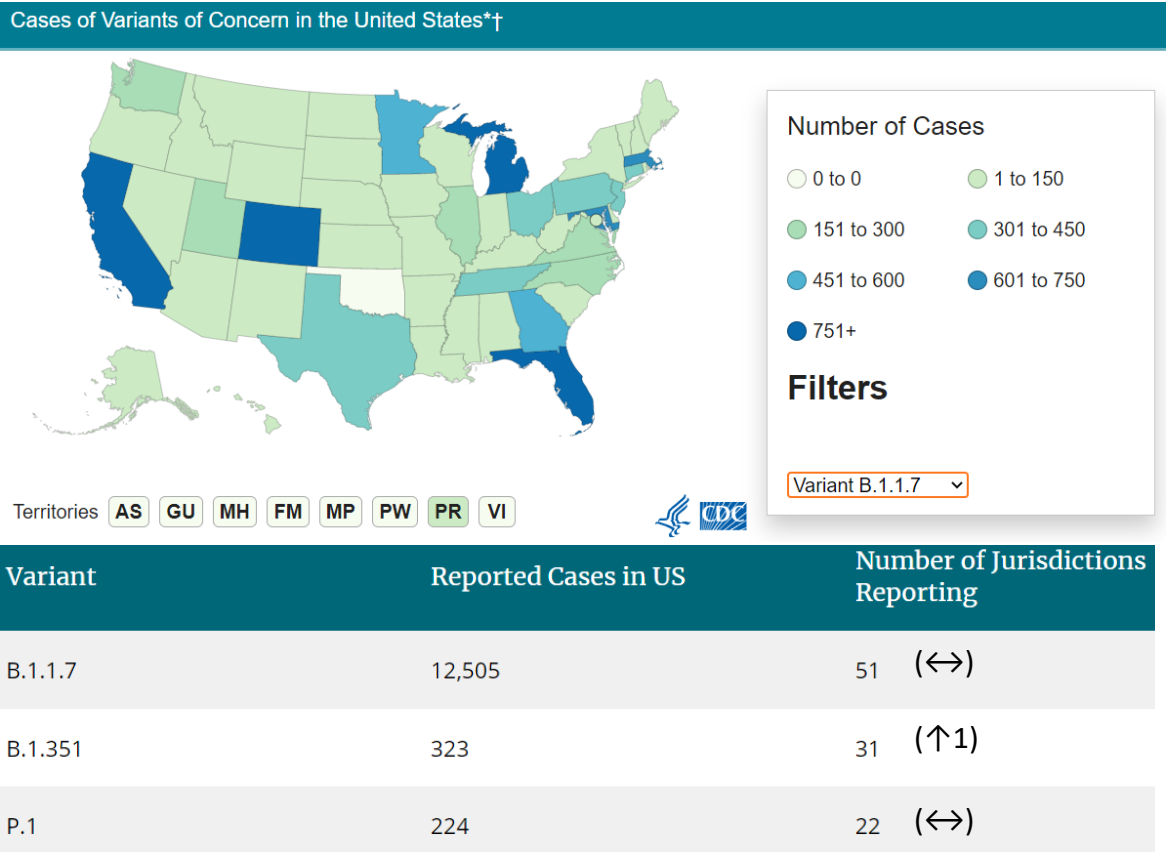 Cases of Variants of Concern in the United States*†
Number of Cases
0 to 0
1 to 150
151 to 300
301 to 450
451 to 600
601 to 750
751+
Filters
Variant B.1.1.7
Territories AS GU MH FM MP PW PR VI
CDC
Variant Reported Cases in US Number of Jurisdictions
Reporting
B.1.1.7 12,505 51 (↔)
B.1.351 323 31 (↑1)
P.1 224 22 (↔)